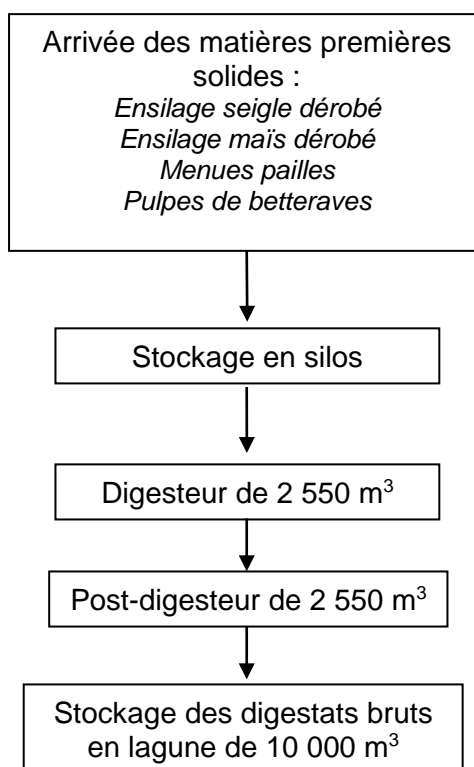 Arrivée des matières premières
solides :
Ensilage seigle dérobé
Ensilage maïs dérobé
Menues pailles
Pulpes de betteraves
Stockage en silos
Digesteur de 2 550 m³
Post-digesteur de 2 550 m³
Stockage des digestats bruts
en lagune de 10 000 m³